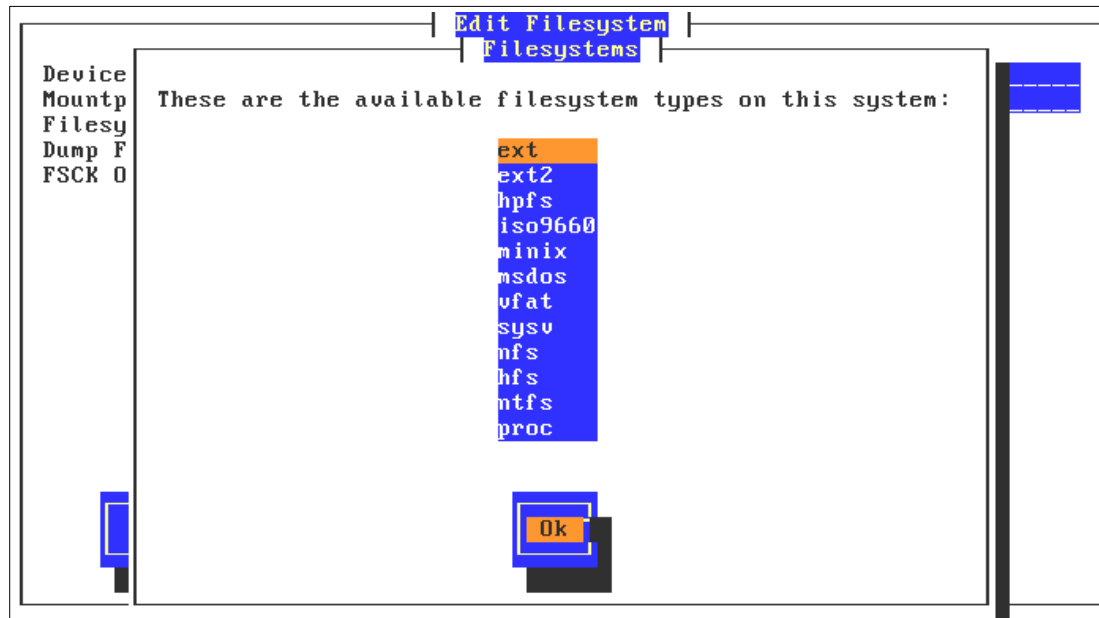 Edit Filesystem
Filesystems
Device
Mountp
These are the available filesystem types on this system:
Filesy
Dump F
FSCK O
ext
ext2
hpfs
iso9660
minix
msdos
vfat
sysv
nfs
hfs
ntfs
proc
Ok